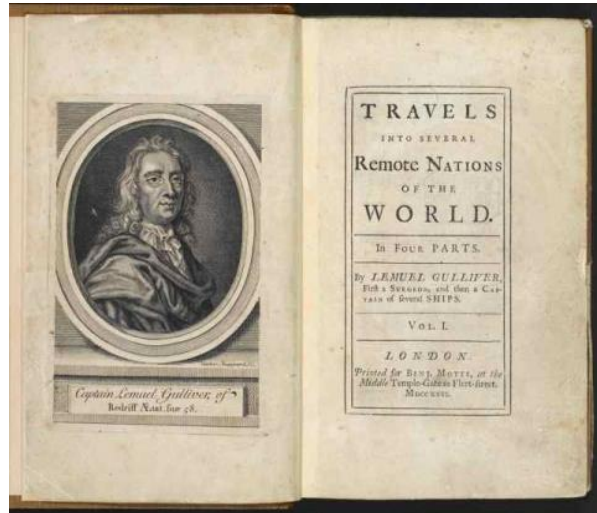 Captain Lemuel Gulliver, of
Redriff Ætat. suæ 58.
TRAVELS
INTO SEVERAL
Remote NATIONS
OF THE
WORLD.
In FOUR PARTS.
By LEMUEL GULLIVER,
First a SURGEON, and then a CAP-
TAIN of several SHIPS.
VOL. I.
LONDON.
Printed for BENJ. MOTTE, at the
Middle Temple-Gate in Fleet-street.
MDCCXXVI.